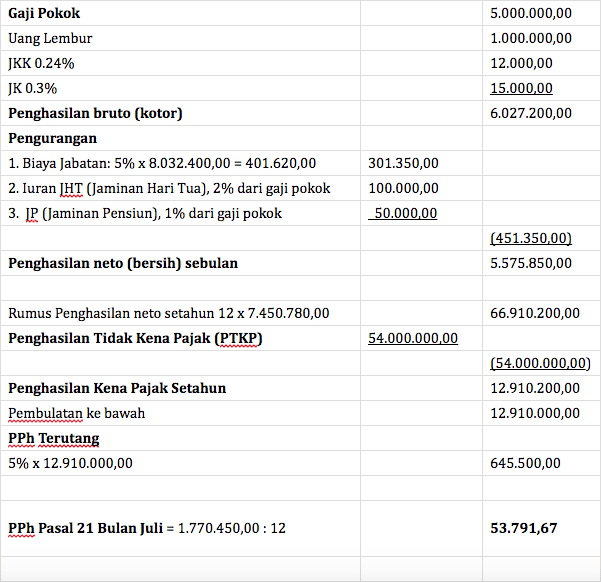 Gaji Pokok 5.000.000,00
Uang Lembur 1.000.000,00
JKK 0.24% 12.000,00
JK 0.3% 15.000,00
Penghasilan bruto (kotor) 6.027.200,00
Pengurangan
1. Biaya Jabatan: 5% x 8.032.400,00 = 401.620,00 301.350,00
2. Iuran JHT (Jaminan Hari Tua), 2% dari gaji pokok 100.000,00
3. JP (Jaminan Pensiun), 1% dari gaji pokok 50.000,00
(451.350,00)
Penghasilan neto (bersih) sebulan 5.575.850,00
Rumus Penghasilan neto setahun 12 x 7.450.780,00 66.910.200,00
Penghasilan Tidak Kena Pajak (PTKP) 54.000.000,00
(54.000.000,00)
Penghasilan Kena Pajak Setahun 12.910.200,00
Pembulatan ke bawah 12.910.000,00
PPh Terutang
5% x 12.910.000,00 645.500,00
PPh Pasal 21 Bulan Juli = 1.770.450,00 : 12 53.791,67